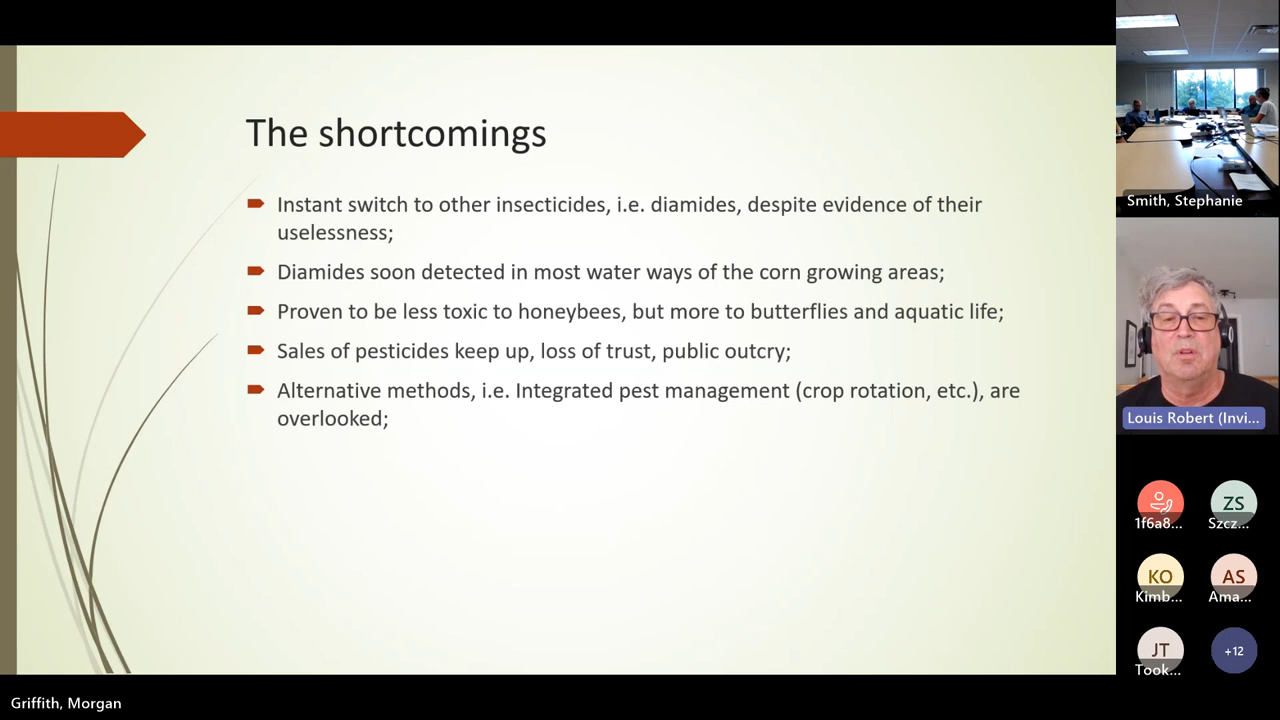 The shortcomings
Instant switch to other insecticides, i.e. diamides, despite evidence of their
uselessness;
Diamides soon detected in most water ways of the corn growing areas;
Proven to be less toxic to honeybees, but more to butterflies and aquatic life;
Sales of pesticides keep up, loss of trust, public outcry;
Alternative methods, i.e. Integrated pest management (crop rotation, etc.), are
overlooked;
Smith, Stephanie
Louis Robert (Invi...
1f6a8...
ZS
Szcz...
KO
Kimb...
AS
Ama...
JT
Took...
+12
Griffith, Morgan